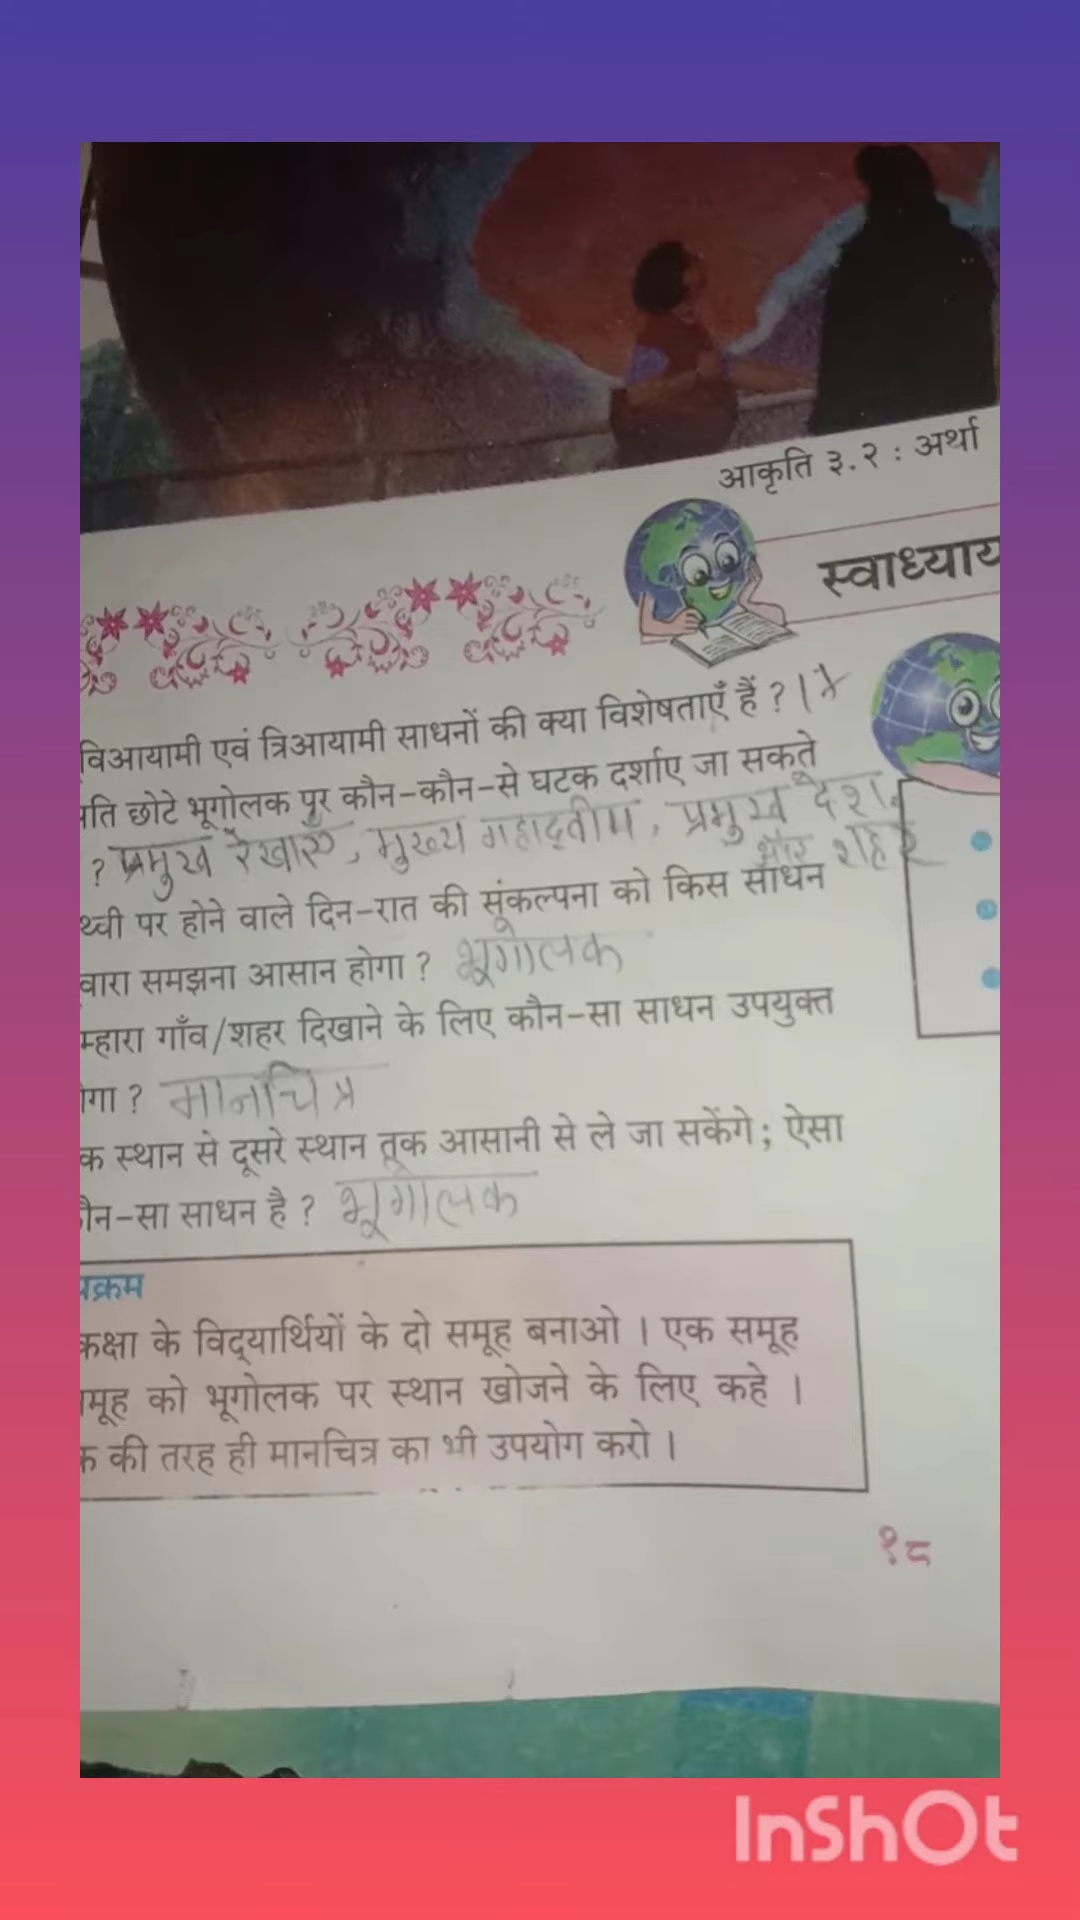 आकृति ३.२ : अर्था
स्वाध्याय
विआयामी एवं त्रिआयामी साधनों की क्या विशेषताएँ हैं ?
ति छोटे भूगोलक पर कौन-कौन-से घटक दर्शाए जा सकते
? प्रमुख रेखाएँ, मुख्य महाद्वीप, प्रमुख देश
और शहर
थ्वी पर होने वाले दिन-रात की संकल्पना को किस साधन
वारा समझना आसान होगा ? भूगोलक
म्हारा गाँव/शहर दिखाने के लिए कौन-सा साधन उपयुक्त
गा ? मानचित्र
क स्थान से दूसरे स्थान तक आसानी से ले जा सकेंगे; ऐसा
न-सा साधन है ? भूगोलक
क्रम
कक्षा के विद्यार्थियों के दो समूह बनाओ । एक समूह
मूह को भूगोलक पर स्थान खोजने के लिए कहे ।
क की तरह ही मानचित्र का भी उपयोग करो ।
१८
InShOt